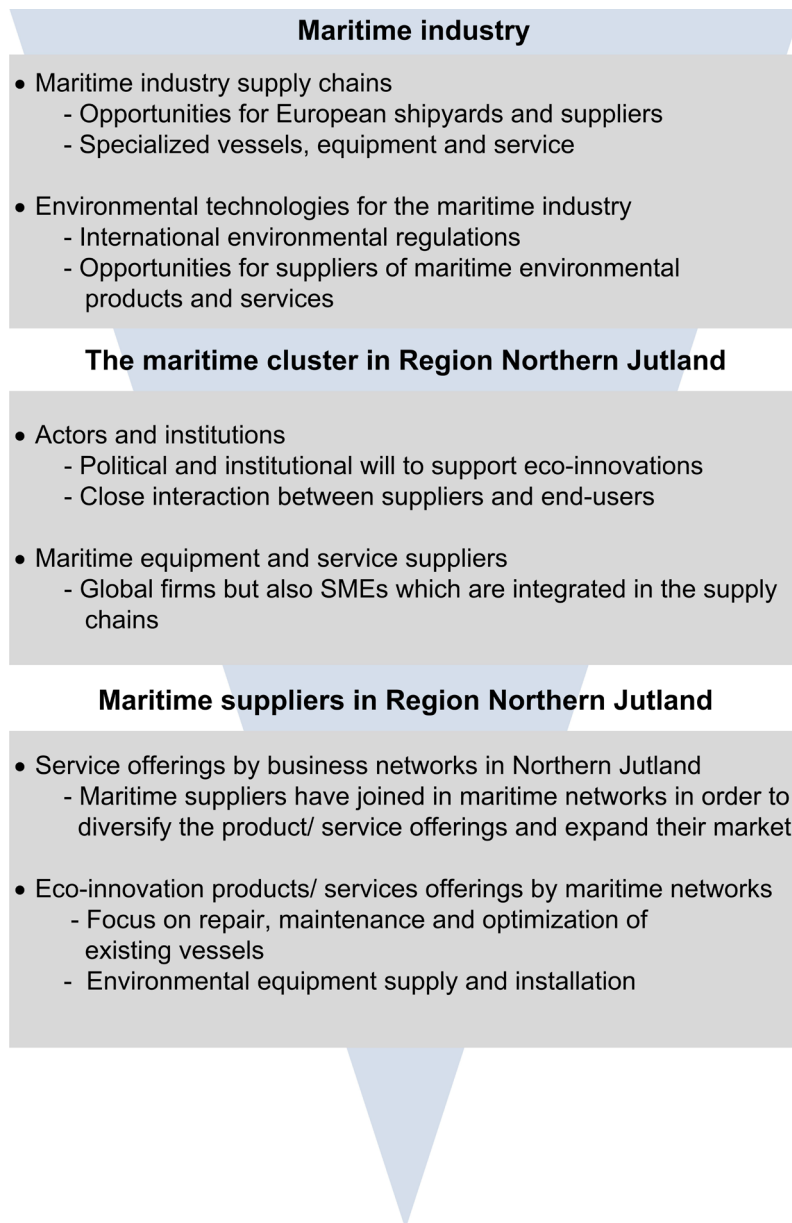 Maritime industry
• Maritime industry supply chains
- Opportunities for European shipyards and suppliers
- Specialized vessels, equipment and service
• Environmental technologies for the maritime industry
- International environmental regulations
- Opportunities for suppliers of maritime environmental
products and services
The maritime cluster in Region Northern Jutland
• Actors and institutions
- Political and institutional will to support eco-innovations
- Close interaction between suppliers and end-users
• Maritime equipment and service suppliers
- Global firms but also SMEs which are integrated in the supply
chains
Maritime suppliers in Region Northern Jutland
• Service offerings by business networks in Northern Jutland
- Maritime suppliers have joined in maritime networks in order to
diversify the product/ service offerings and expand their market
• Eco-innovation products/ services offerings by maritime networks
- Focus on repair, maintenance and optimization of
existing vessels
- Environmental equipment supply and installation